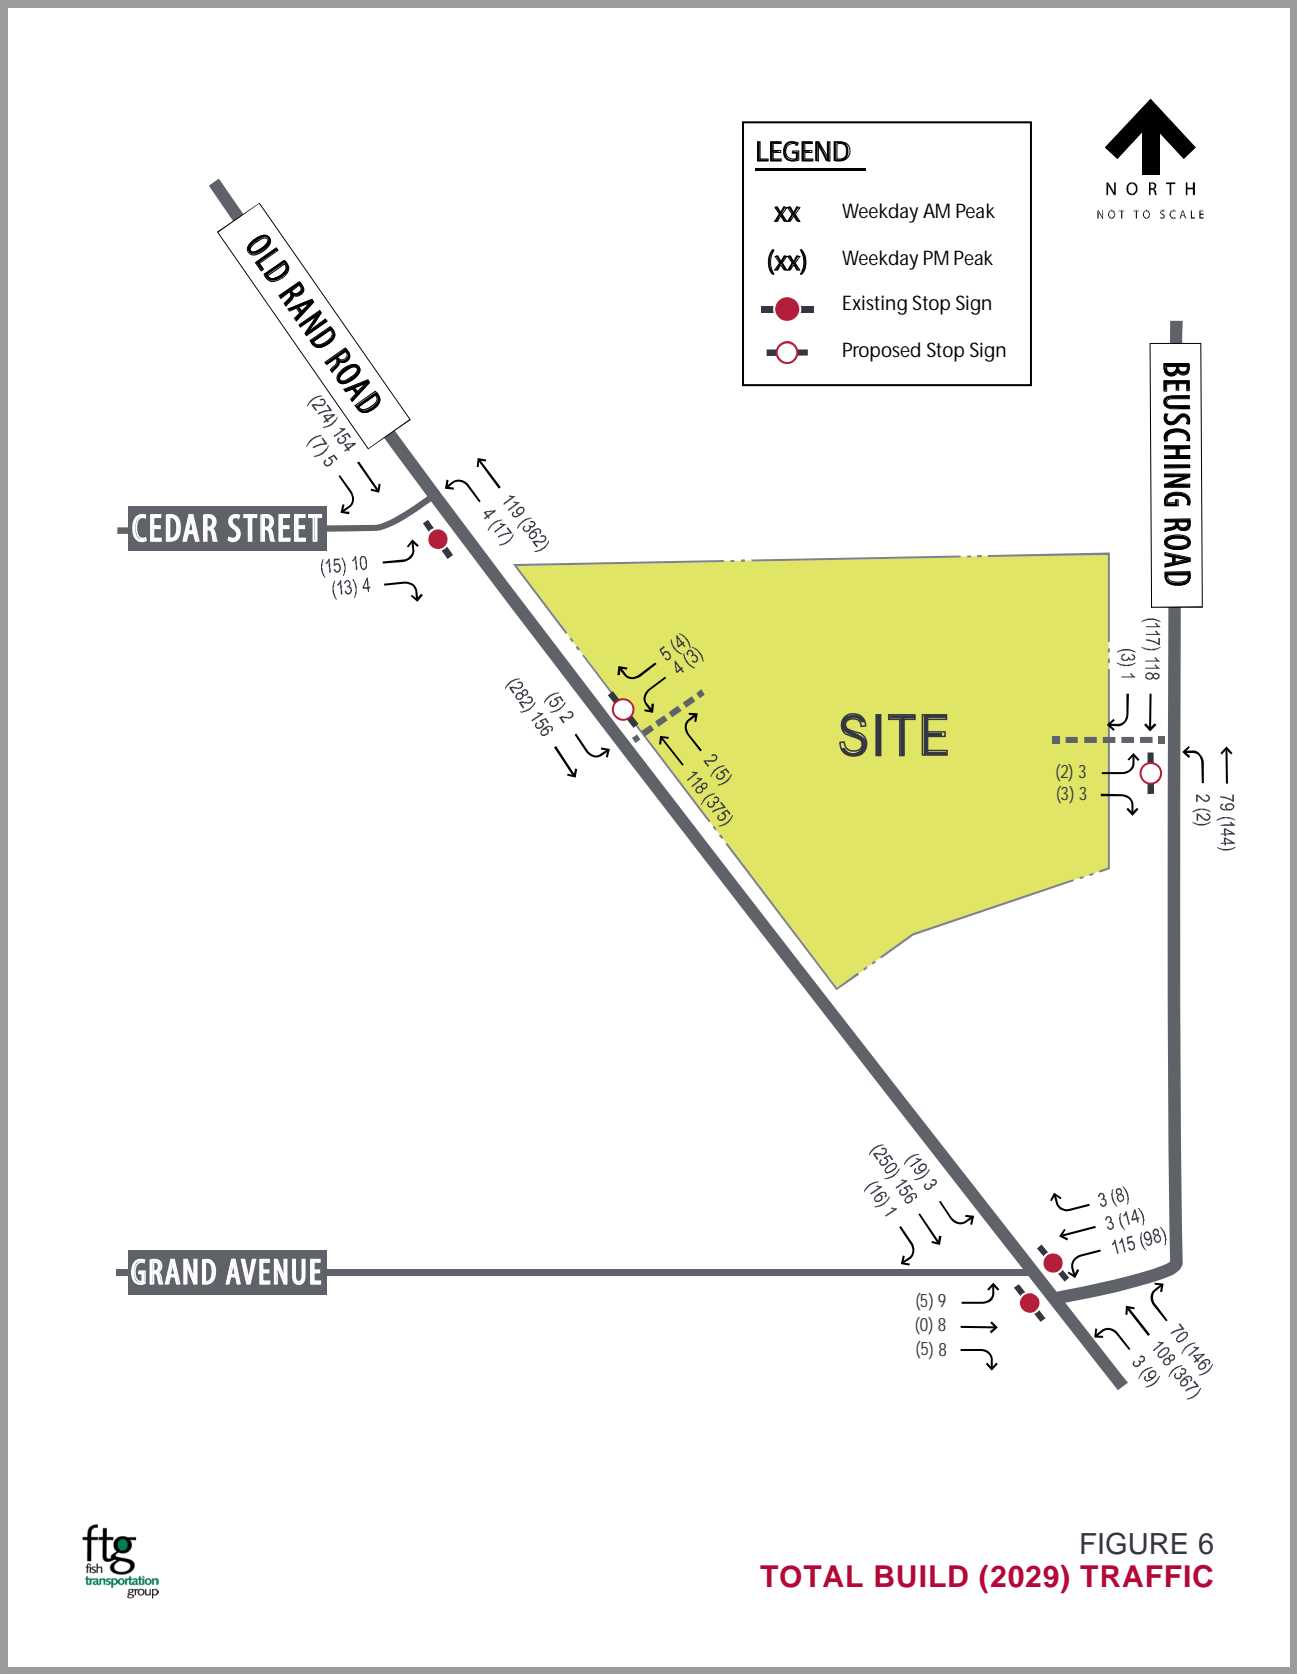 LEGEND
xx Weekday AM Peak
(xx) Weekday PM Peak
Existing Stop Sign
Proposed Stop Sign
NORTH
NOT TO SCALE
OLD RAND ROAD
BEUSCHING ROAD
(274) 154
(7) 5
119 (362)
4 (17)
CEDAR STREET
(15) 10
(13) 4
5 (4)
4 (3)
(5) 2
(282) 156
2 (5)
118 (375)
SITE
(117) 118
(3) 1
(2) 3
(3) 3
79 (144)
2 (2)
(19) 3
(250) 156
(16) 1
3 (8)
3 (14)
115 (98)
GRAND AVENUE
(5) 9
(0) 8
(5) 8
70 (146)
108 (367)
3 (9)
ftg
fish
transportation
group
FIGURE 6
TOTAL BUILD (2029) TRAFFIC